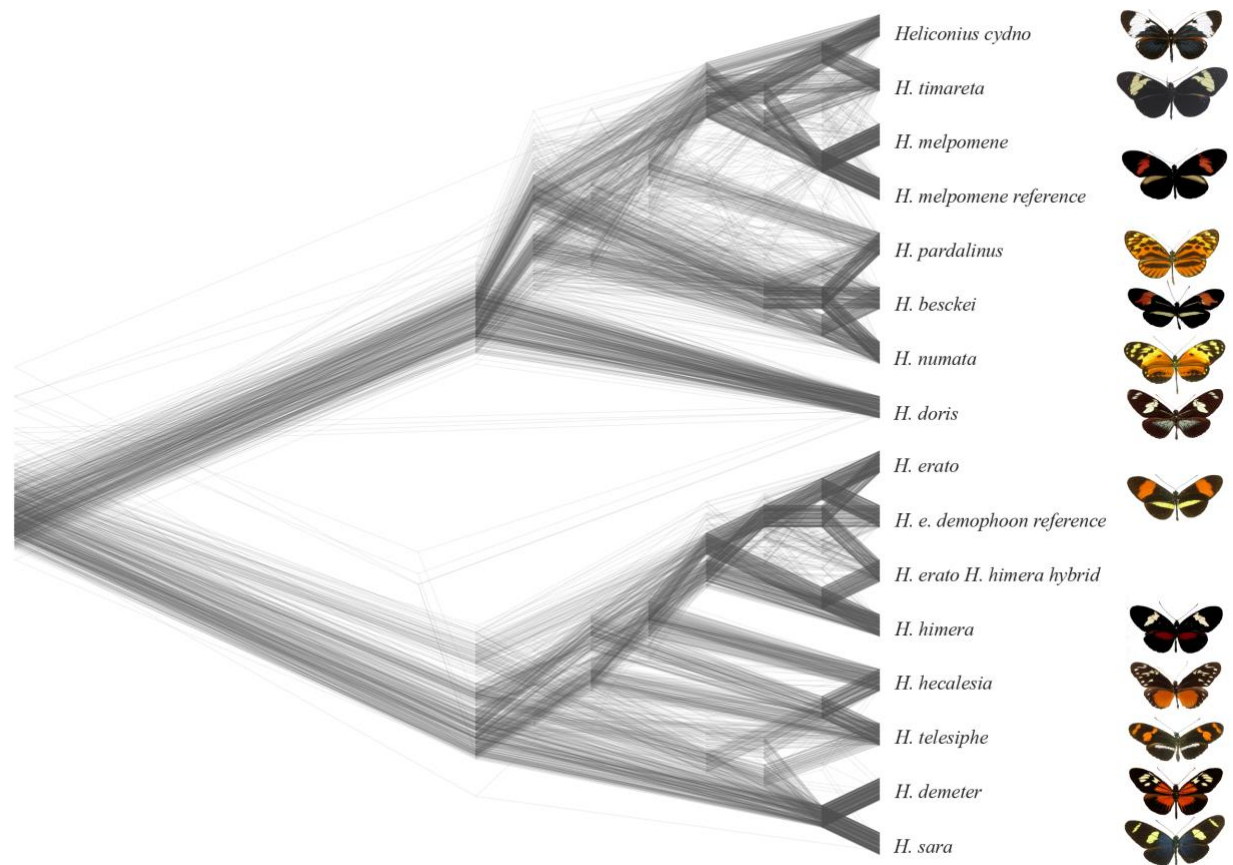 Heliconius cydno
H. timareta
H. melpomene
H. melpomene reference
H. pardalinus
H. besckei
H. numata
H. doris
H. erato
H. e. demophoon reference
H. erato H. himera hybrid
H. himera
H. hecalesia
H. telesiphe
H. demeter
H. sara